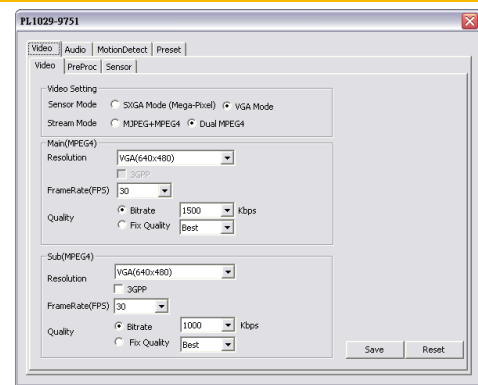 PL1029-9751
Video Audio MotionDetect Preset
Video PreProc Sensor
Video Setting
Sensor Mode SXGA Mode (Mega-Pixel) VGA Mode
Stream Mode MJPEG+MPEG4 Dual MPEG4
Main(MPEG4)
Resolution VGA(640x480)
3GPP
FrameRate(FPS) 30
Quality Bitrate 1500 Kbps
Fix Quality Best
Sub(MPEG4)
Resolution VGA(640x480)
3GPP
FrameRate(FPS) 30
Quality Bitrate 1000 Kbps
Fix Quality Best
Save Reset